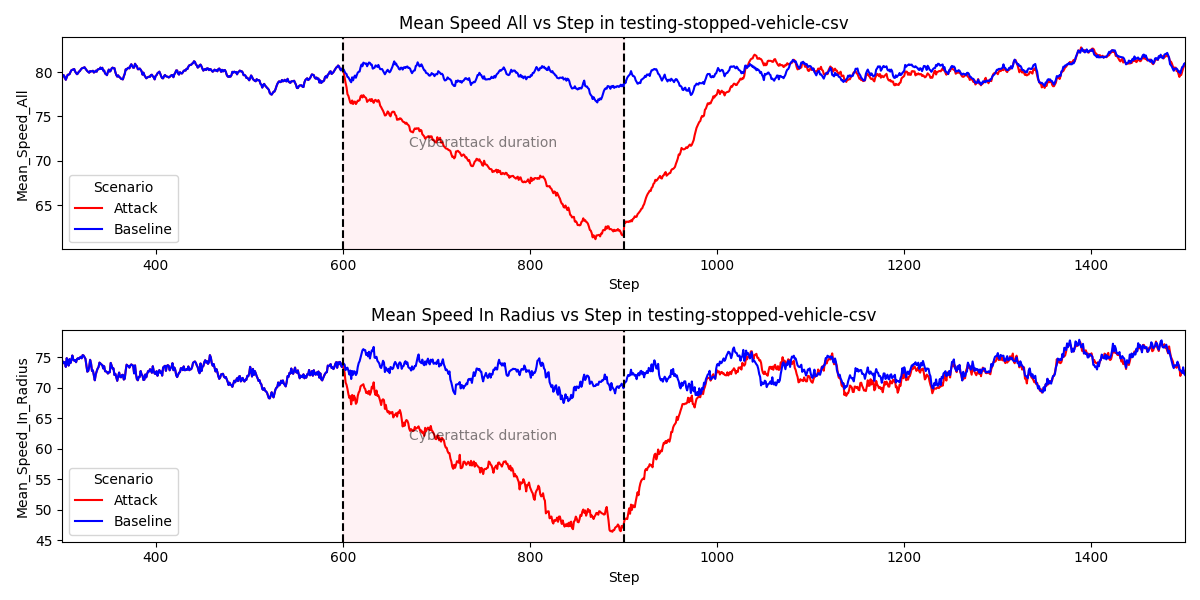 Mean Speed All vs Step in testing-stopped-vehicle-csv
Mean_Speed_All
80
75
70
65
Cyberattack duration
Scenario
Attack
Baseline
400
600
800
1000
1200
1400
Step
Mean Speed In Radius vs Step in testing-stopped-vehicle-csv
Mean_Speed_In_Radius
75
70
65
60
55
50
45
Cyberattack duration
Scenario
Attack
Baseline
400
600
800
1000
1200
1400
Step